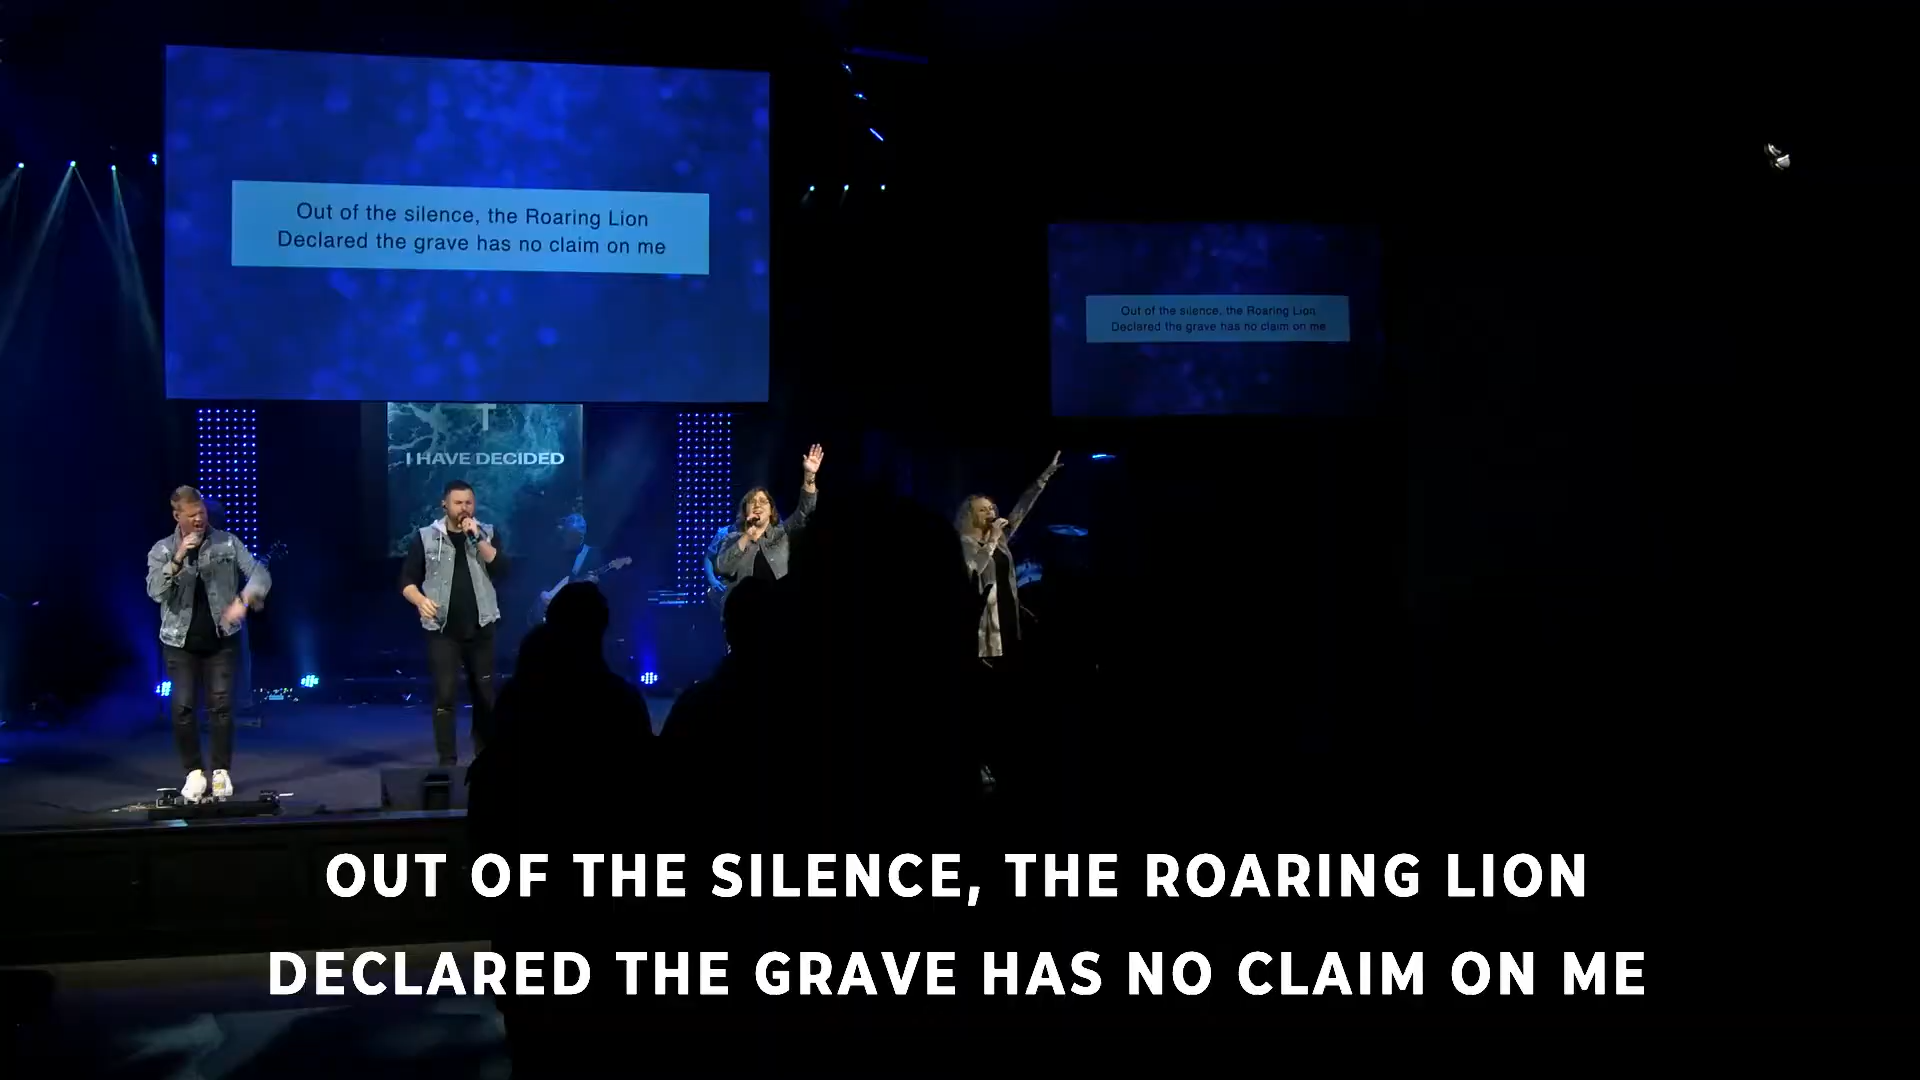 Out of the silence, the Roaring Lion
Declared the grave has no claim on me
Out of the silence, the Roaring Lion
Declared the grave has no claim on me
I HAVE DECIDED
OUT OF THE SILENCE, THE ROARING LION
DECLARED THE GRAVE HAS NO CLAIM ON ME